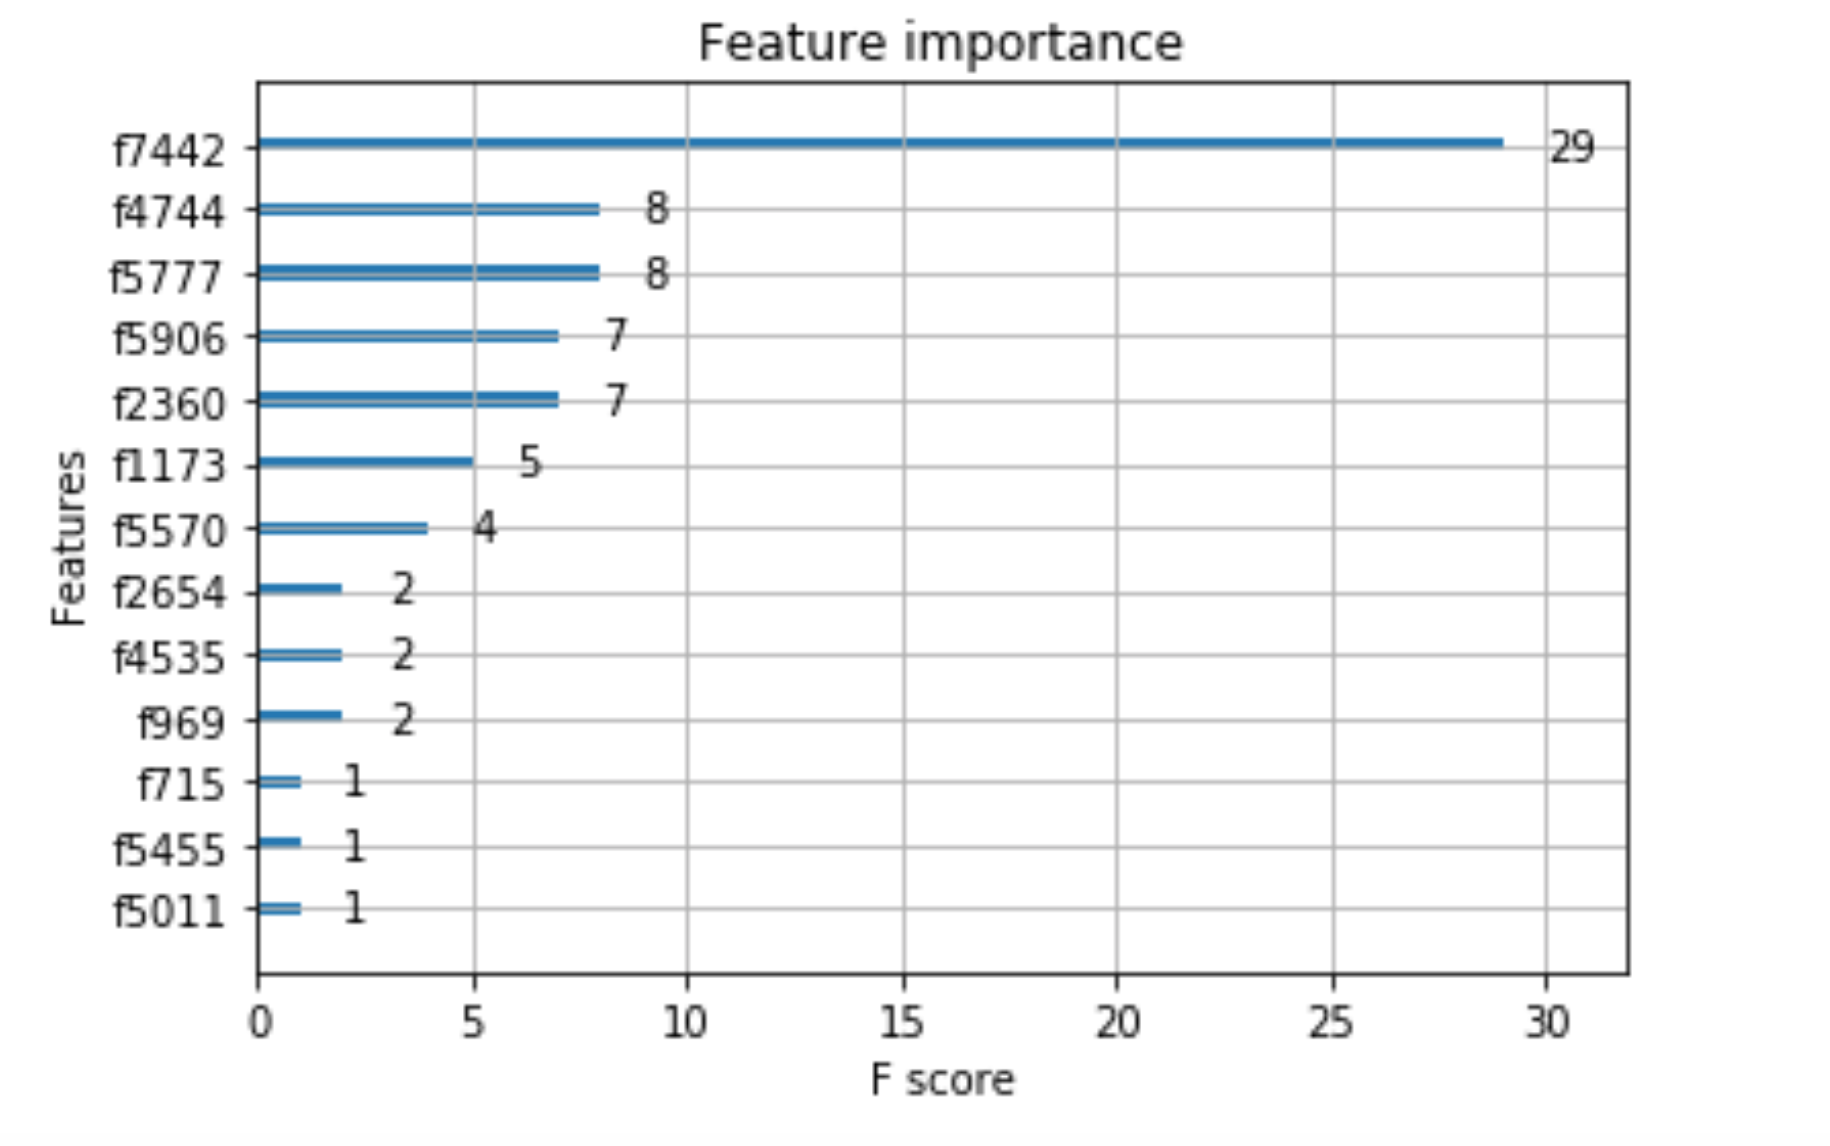 Feature importance
f7442 29
f4744 8
f5777 8
f5906 7
f2360 7
f1173 5
f5570 4
f2654 2
f4535 2
f969 2
f715 1
f5455 1
f5011 1
Features
0 5 10 15 20 25 30
F score